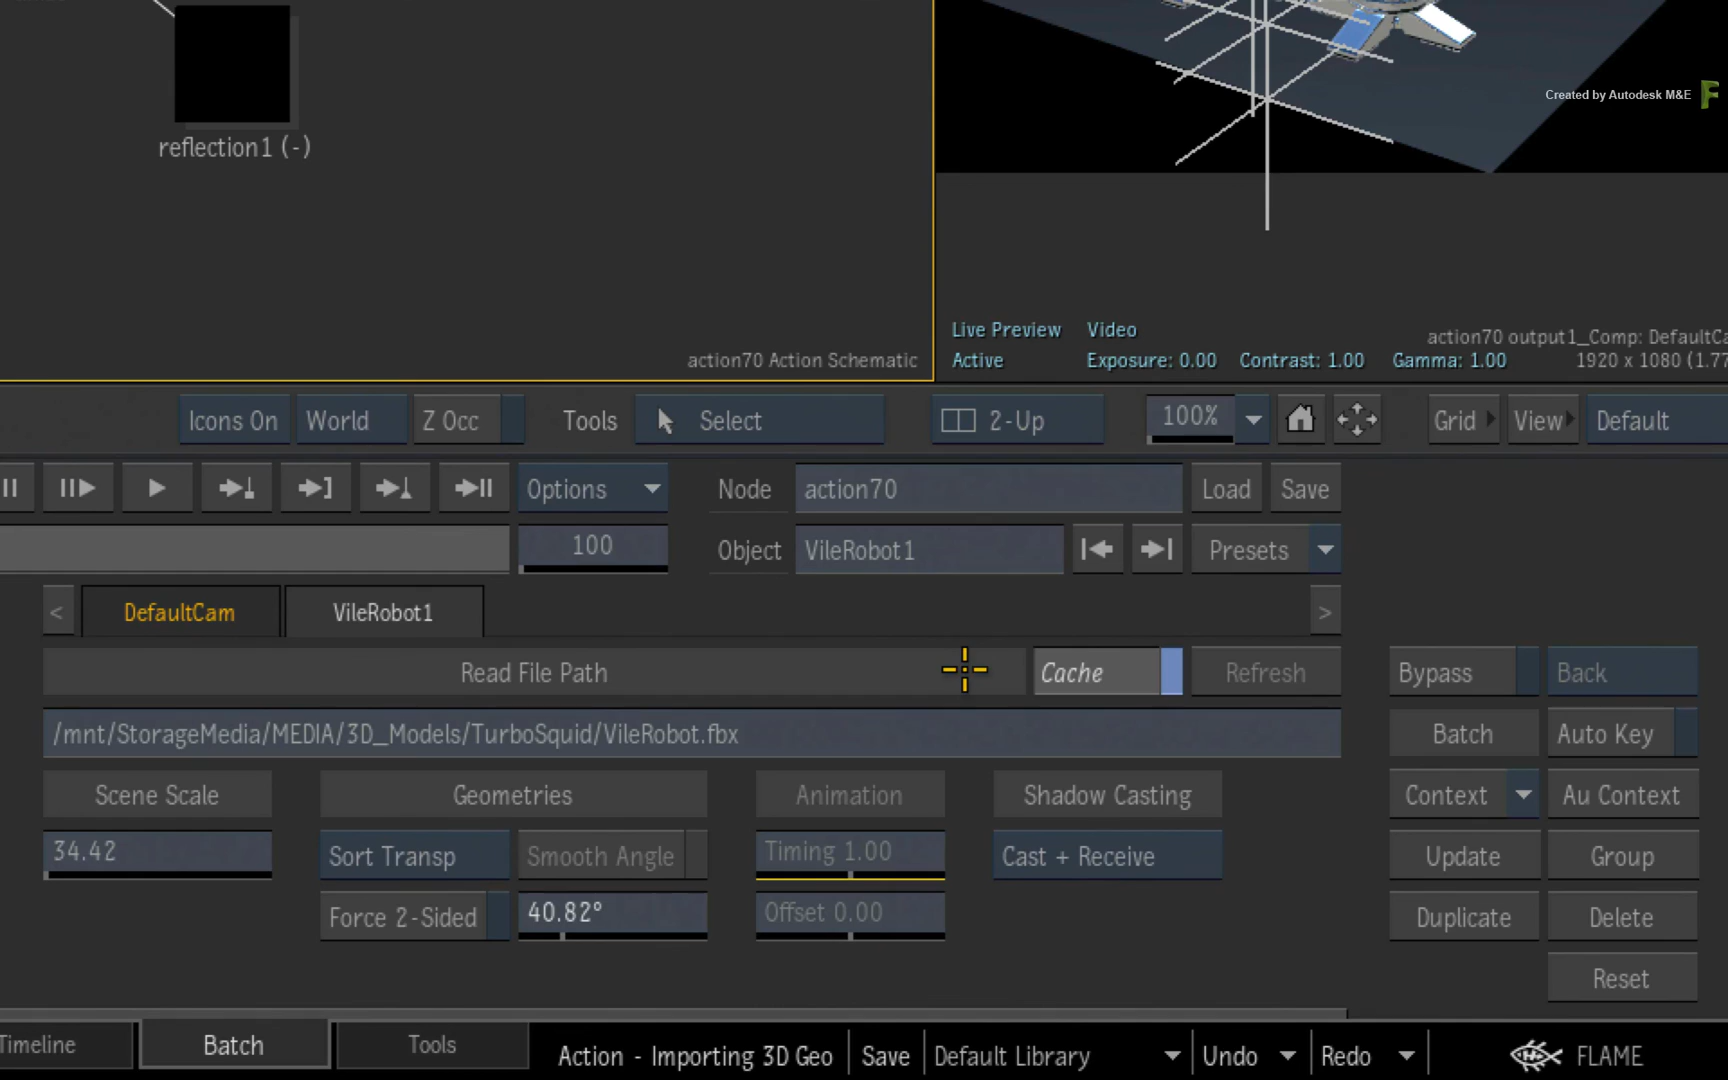 Created by Autodesk M&E
reflection1 (-)
Live Preview Video
action70 output1_Comp: DefaultCa
action70 Action Schematic
Active Exposure: 0.00 Contrast: 1.00 Gamma: 1.00 1920 x 1080 (1.77
Icons On World Z Occ Tools Select 2-Up 100% Grid View Default
Options Node action70 Load Save
100 Object VileRobot1 Presets
< DefaultCam VileRobot1 >
Read File Path Cache Refresh Bypass Back
/mnt/StorageMedia/MEDIA/3D_Models/TurboSquid/VileRobot.fbx Batch Auto Key
Scene Scale Geometries Animation Shadow Casting Context Au Context
34.42 Sort Transp Smooth Angle Timing 1.00 Cast + Receive Update Group
Force 2-Sided 40.82° Offset 0.00 Duplicate Delete
Reset
Timeline Batch Tools Action - Importing 3D Geo Save Default Library Undo Redo FLAME